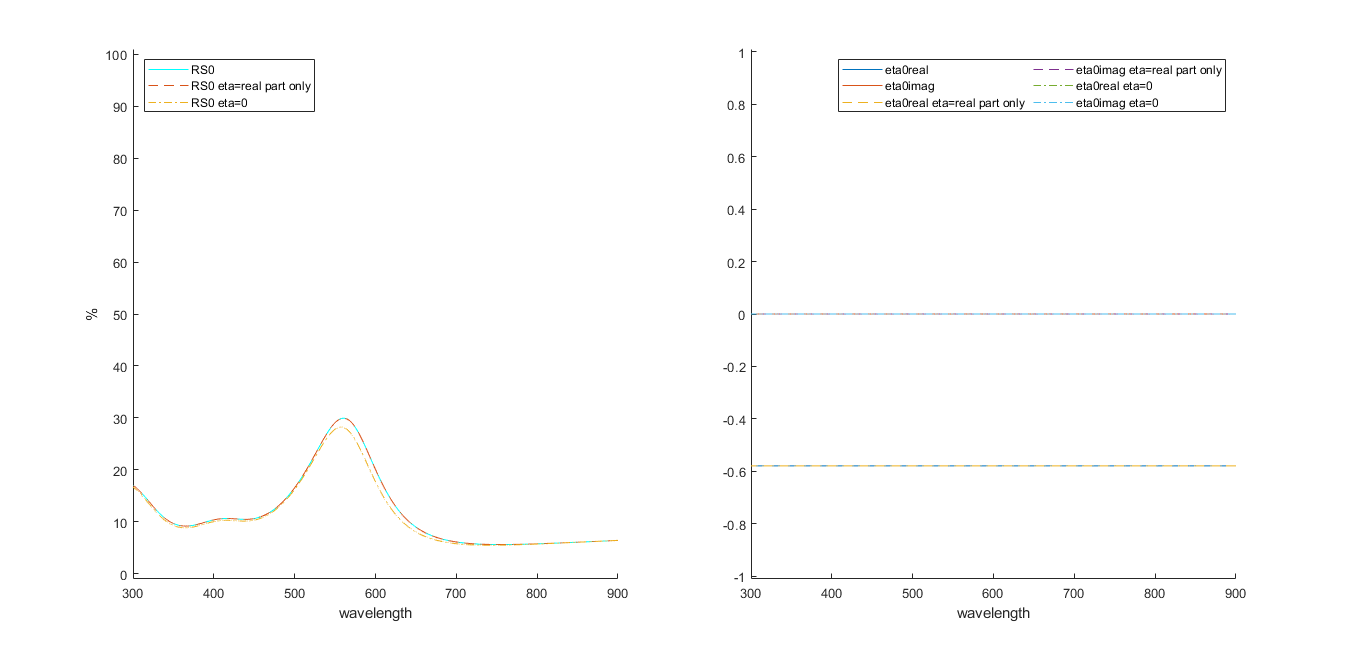 RS0
RS0 eta=real part only
RS0 eta=0
100
90
80
70
60
50
40
30
20
10
0
%
300 400 500 600 700 800 900
wavelength
eta0real eta0imag eta=real part only
eta0imag eta0real eta=0
eta0real eta=real part only eta0imag eta=0
1
0.8
0.6
0.4
0.2
0
-0.2
-0.4
-0.6
-0.8
-1
300 400 500 600 700 800 900
wavelength